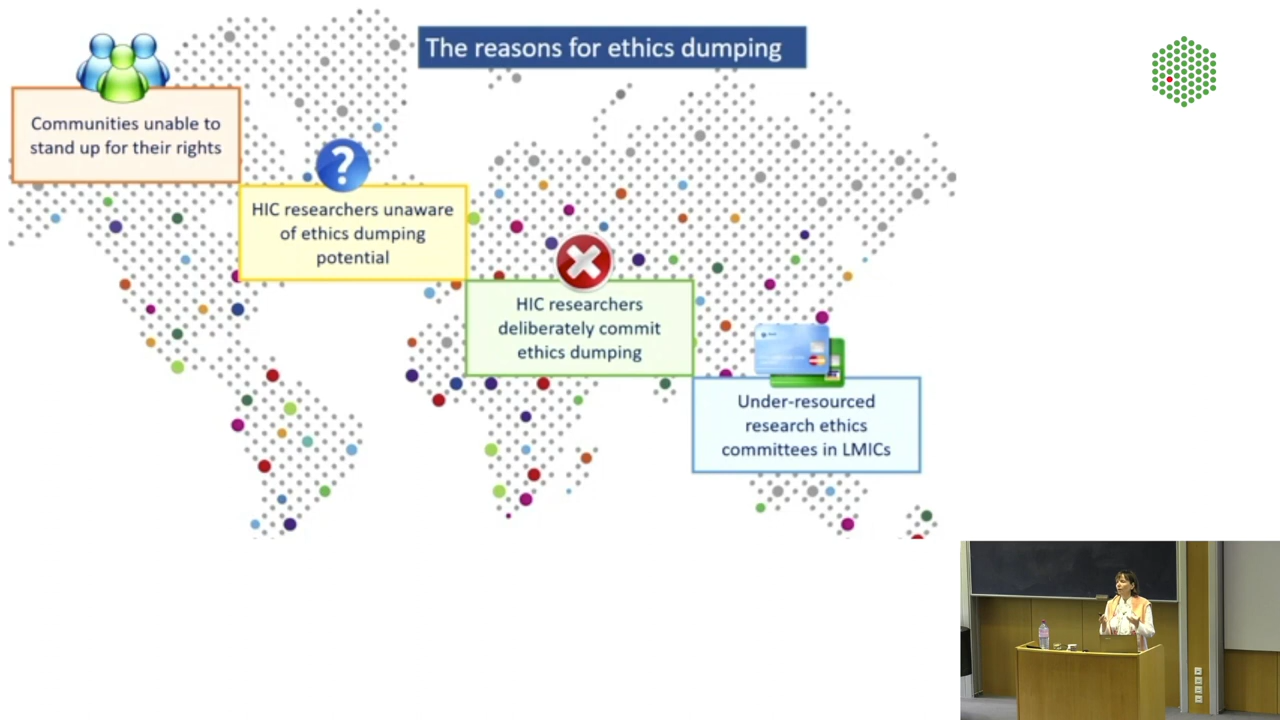 The reasons for ethics dumping
Communities unable to
stand up for their rights
HIC researchers unaware
of ethics dumping
potential
HIC researchers
deliberately commit
ethics dumping
Under-resourced
research ethics
committees in LMICs